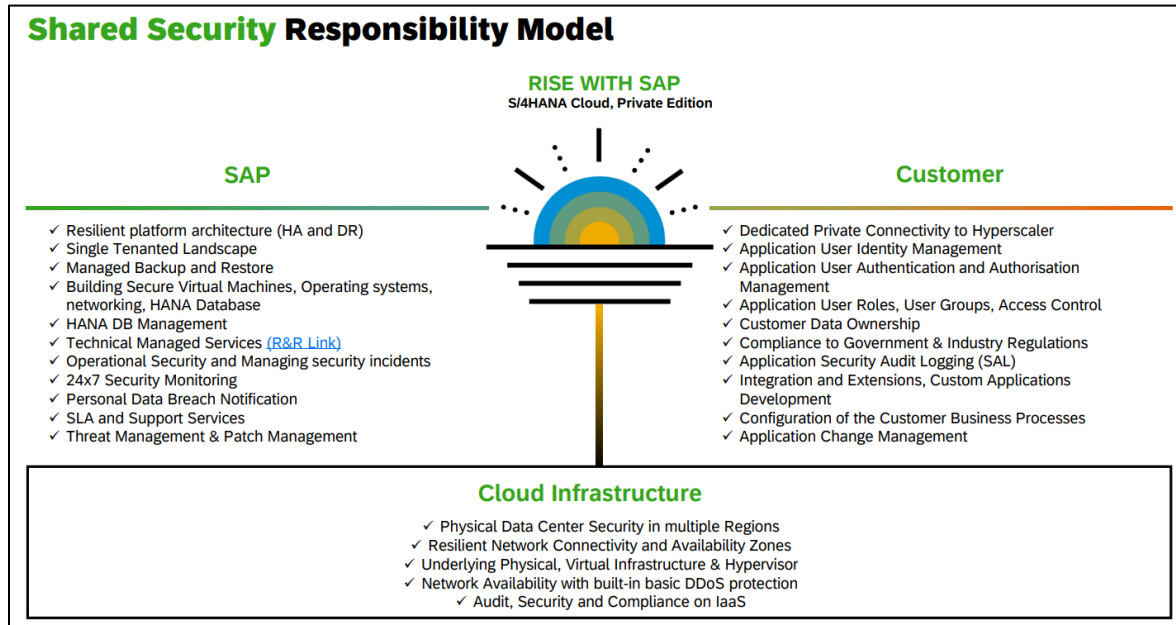 Shared Security Responsibility Model
RISE WITH SAP
S/4HANA Cloud, Private Edition
SAP
✓ Resilient platform architecture (HA and DR)
✓ Single Tenanted Landscape
✓ Managed Backup and Restore
✓ Building Secure Virtual Machines, Operating systems,
networking, HANA Database
✓ HANA DB Management
✓ Technical Managed Services (R&R Link)
✓ Operational Security and Managing security incidents
✓ 24x7 Security Monitoring
✓ Personal Data Breach Notification
✓ SLA and Support Services
✓ Threat Management & Patch Management
Customer
✓ Dedicated Private Connectivity to Hyperscaler
✓ Application User Identity Management
✓ Application User Authentication and Authorisation
Management
✓ Application User Roles, User Groups, Access Control
✓ Customer Data Ownership
✓ Compliance to Government & Industry Regulations
✓ Application Security Audit Logging (SAL)
✓ Integration and Extensions, Custom Applications
Development
✓ Configuration of the Customer Business Processes
✓ Application Change Management
Cloud Infrastructure
✓ Physical Data Center Security in multiple Regions
✓ Resilient Network Connectivity and Availability Zones
✓ Underlying Physical, Virtual Infrastructure & Hypervisor
✓ Network Availability with built-in basic DDoS protection
✓ Audit, Security and Compliance on IaaS